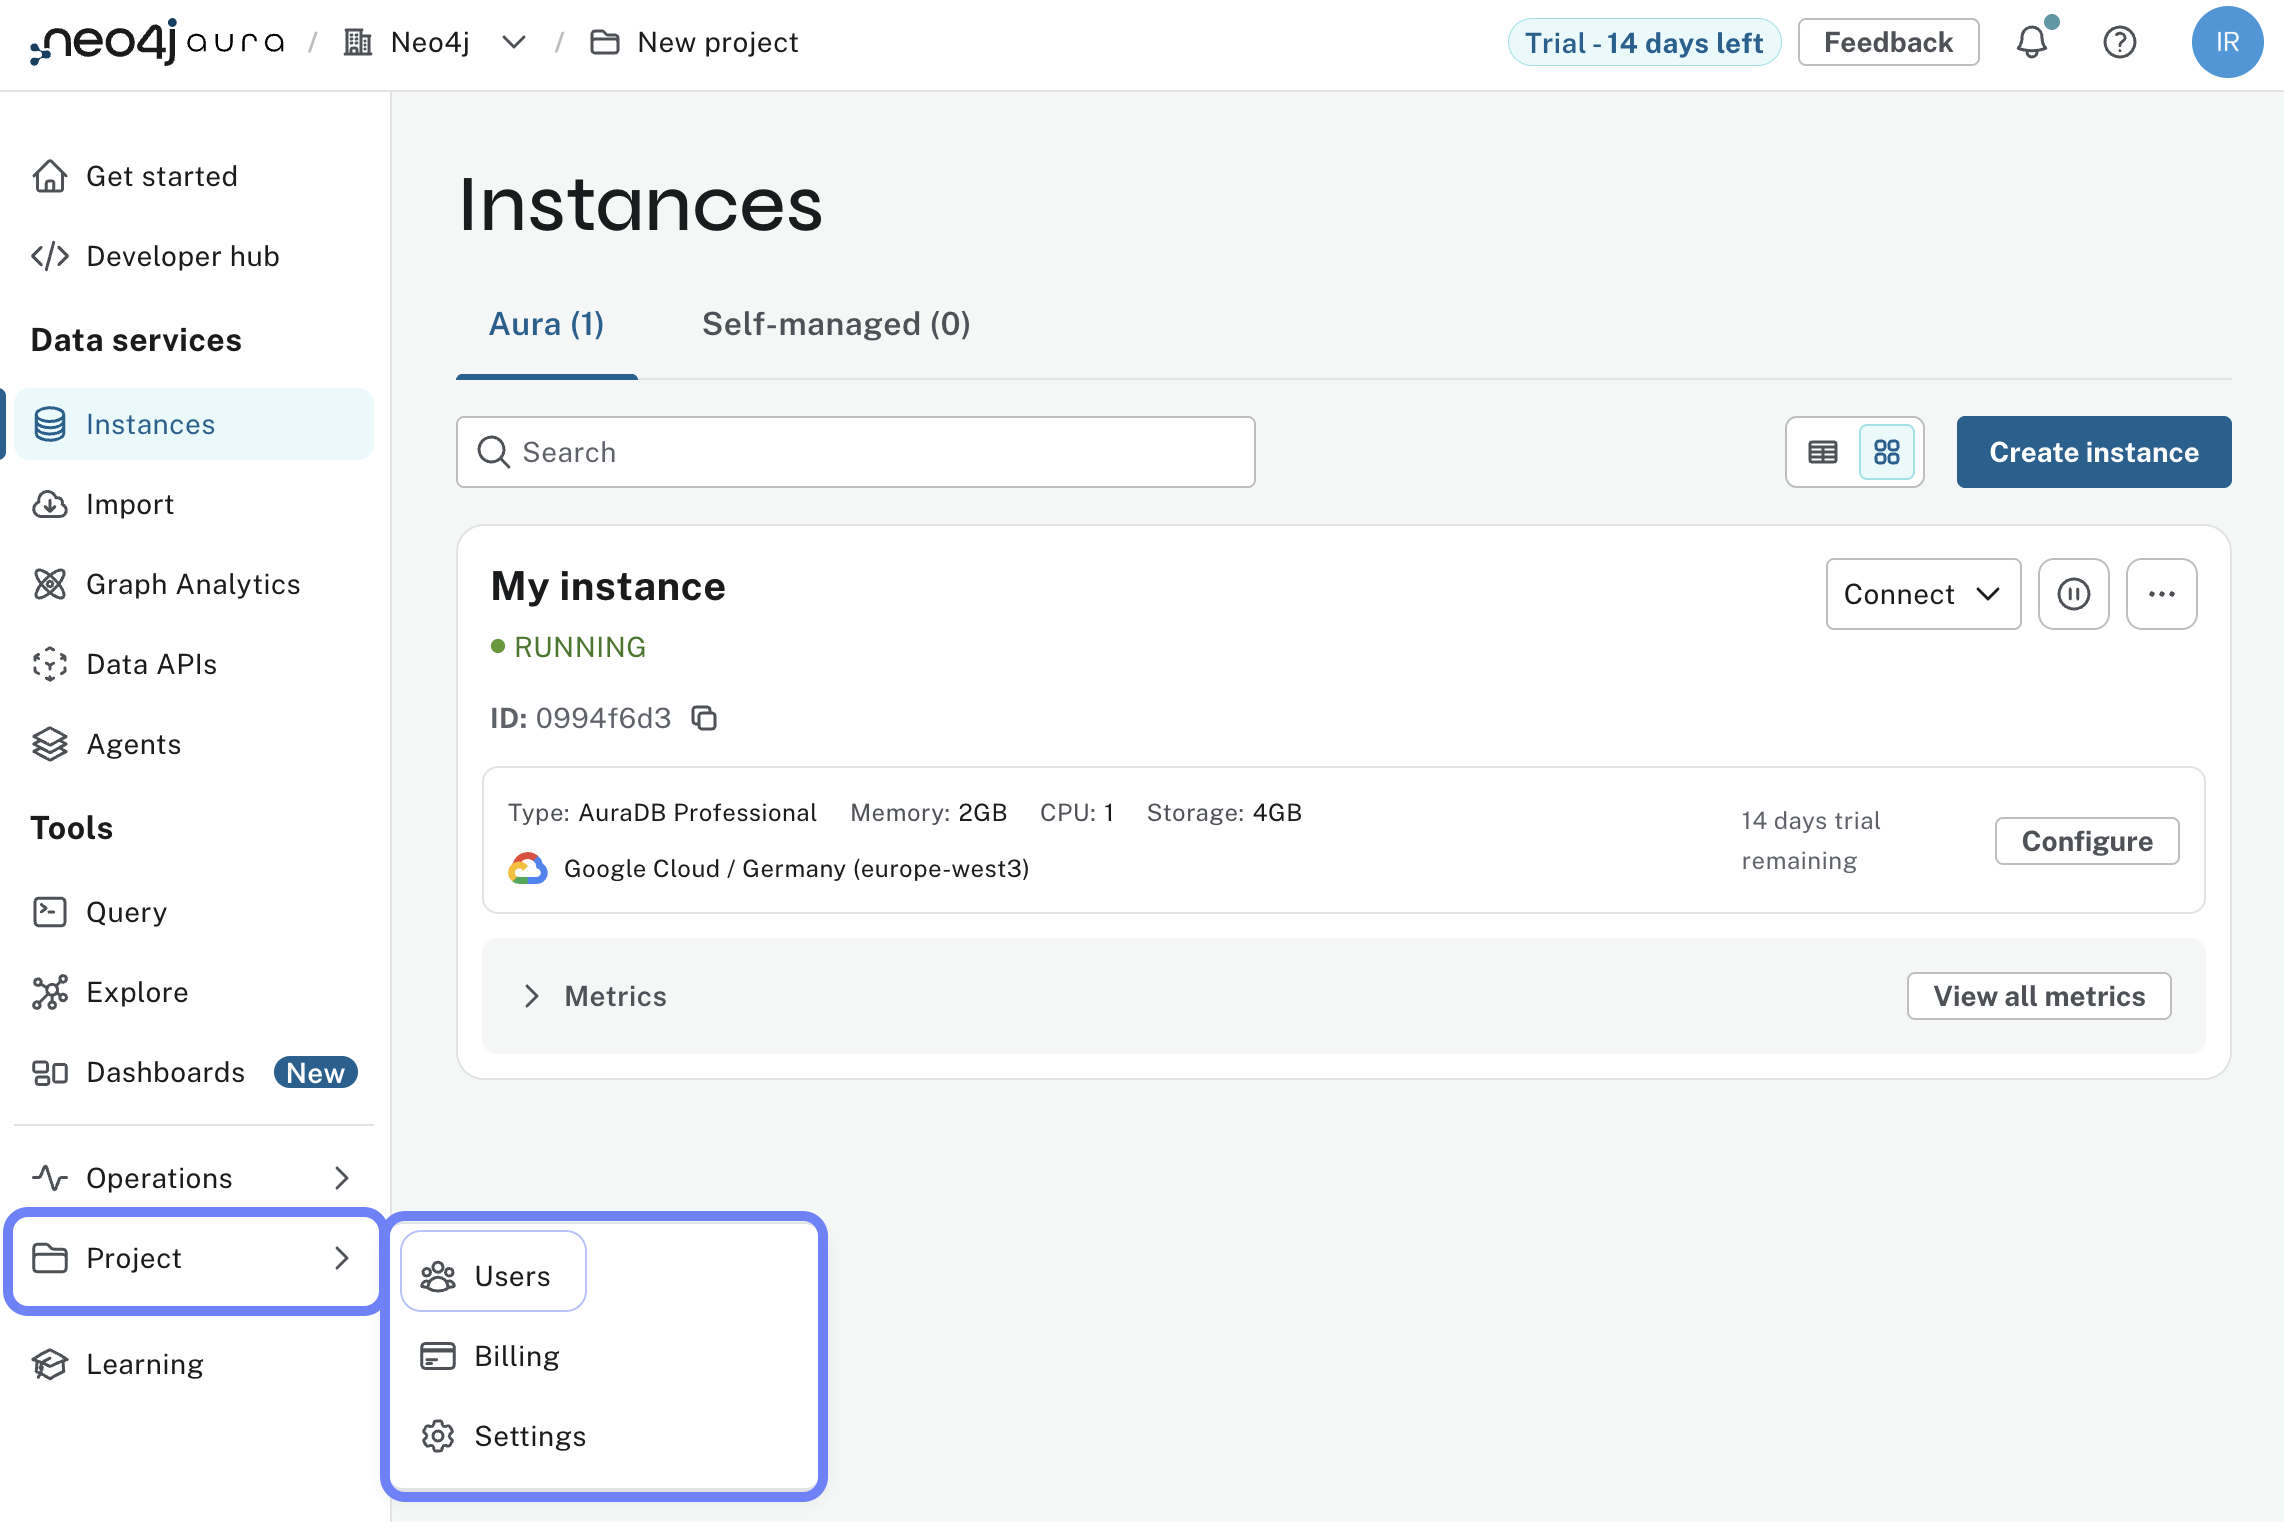 neo4j aura / Neo4j / New project
Trial - 14 days left
Feedback
IR
Get started
Developer hub
Data services
Instances
Import
Graph Analytics
Data APIs
Agents
Tools
Query
Explore
Dashboards New
Operations
Project
Learning
Users
Billing
Settings
Instances
Aura (1)
Self-managed (0)
Search
Create instance
My instance
Connect
RUNNING
ID: 0994f6d3
Type: AuraDB Professional Memory: 2GB CPU: 1 Storage: 4GB
Google Cloud / Germany (europe-west3)
14 days trial
remaining
Configure
Metrics
View all metrics